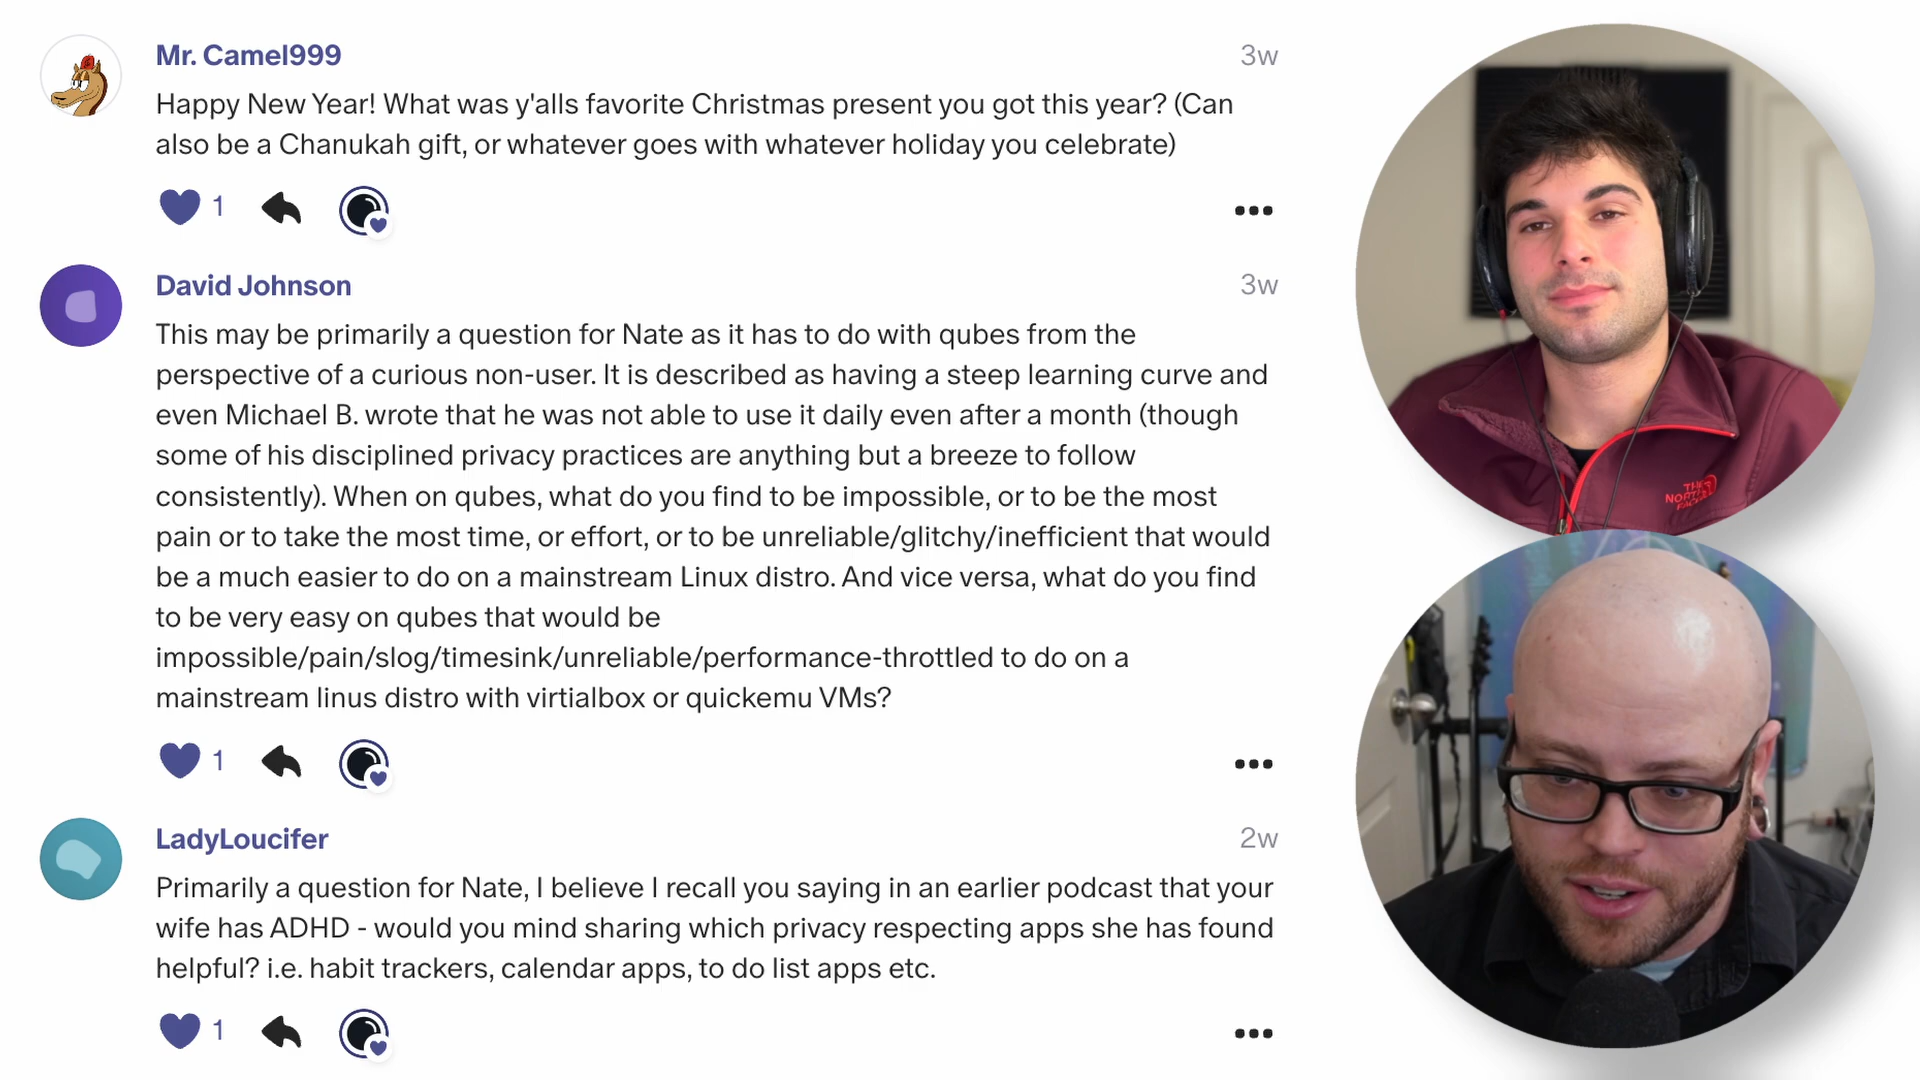 Mr. Camel999
3w
Happy New Year! What was y'alls favorite Christmas present you got this year? (Can
also be a Chanukah gift, or whatever goes with whatever holiday you celebrate)
1
David Johnson
3w
This may be primarily a question for Nate as it has to do with qubes from the
perspective of a curious non-user. It is described as having a steep learning curve and
even Michael B. wrote that he was not able to use it daily even after a month (though
some of his disciplined privacy practices are anything but a breeze to follow
consistently). When on qubes, what do you find to be impossible, or to be the most
pain or to take the most time, or effort, or to be unreliable/glitchy/inefficient that would
be a much easier to do on a mainstream Linux distro. And vice versa, what do you find
to be very easy on qubes that would be
impossible/pain/slog/timesink/unreliable/performance-throttled to do on a
mainstream linus distro with virtialbox or quickemu VMs?
1
LadyLoucifer
2w
Primarily a question for Nate, I believe I recall you saying in an earlier podcast that your
wife has ADHD - would you mind sharing which privacy respecting apps she has found
helpful? i.e. habit trackers, calendar apps, to do list apps etc.
1
THE
NORTH
FACE